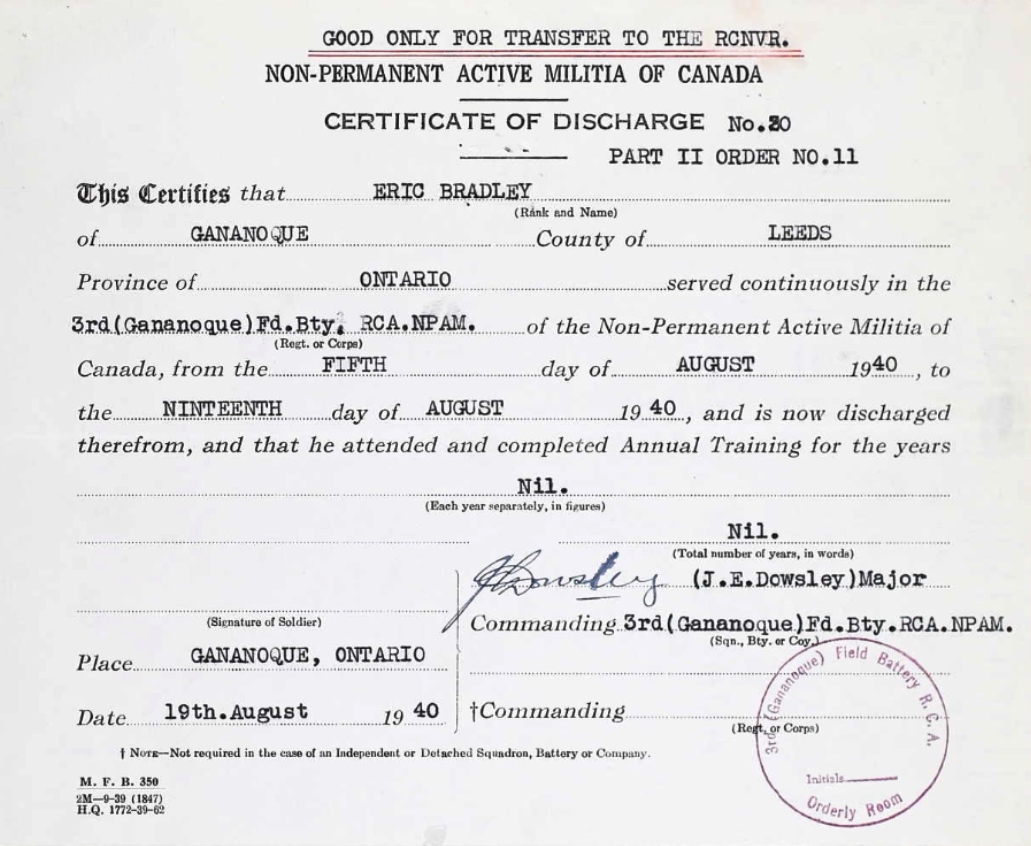 GOOD ONLY FOR TRANSFER TO THE RCNVR.
NON-PERMANENT ACTIVE MILITIA OF CANADA
CERTIFICATE OF DISCHARGE No.20
PART II ORDER NO.11
This Certifies that ERIC BRADLEY
(Rank and Name)
of GANANOQUE County of LEEDS
Province of ONTARIO served continuously in the
3rd(Gananoque)Fd.Bty. RCA.NPAM. of the Non-Permanent Active Militia of
(Regt. or Corps)
Canada, from the FIFTH day of AUGUST 1940, to
the NINTEENTH day of AUGUST 19 40, and is now discharged
therefrom, and that he attended and completed Annual Training for the years
Nil.
(Each year separately, in figures)
Nil.
(Total number of years, in words)
JEDowsley (J.E.Dowsley)Major
(Signature of Soldier)
Commanding 3rd(Gananoque)Fd.Bty.RCA.NPAM.
(Sqn., Bty. or Coy.)
Place GANANOQUE, ONTARIO
Date 19th.August 19 40
†Commanding
(Regt. or Corps)
† NOTE—Not required in the case of an Independent or Detached Squadron, Battery or Company.
M. F. B. 350
2M—9-39 (1847)
H.Q. 1772-39-62
3rd (Gananoque) Field Battery R.C.A.
Initials
Orderly Room